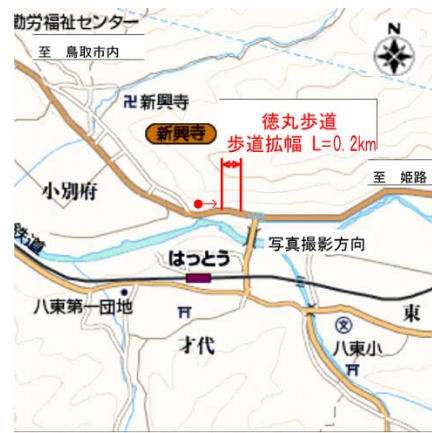 勤労福祉センター
至 鳥取市内
N
卍新興寺
新興寺
徳丸歩道
歩道拡幅 L=0.2km
至 姫路
小別府
写真撮影方向
鉄道
はっとう
八東第一団地
才代
文
八東小
東